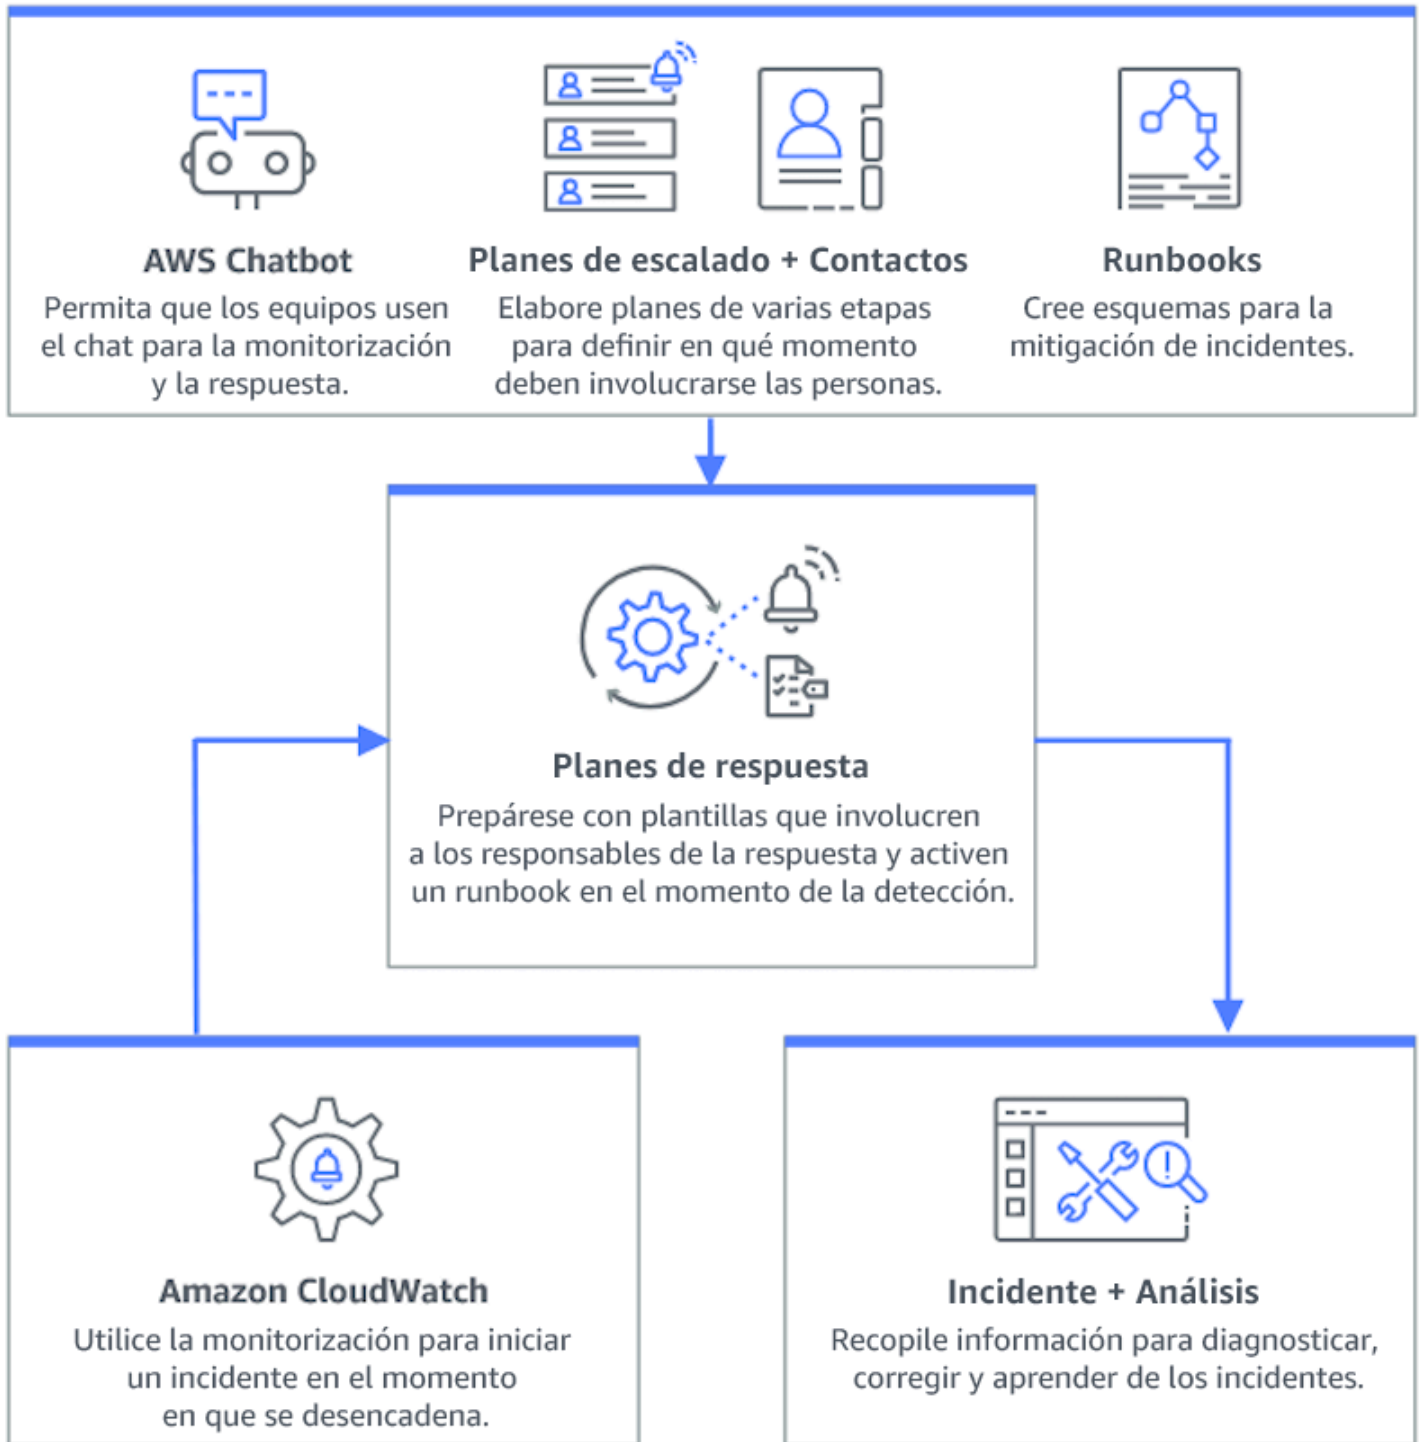 AWS Chatbot
Permita que los equipos usen
el chat para la monitorización
y la respuesta.
Planes de escalado + Contactos
Elabore planes de varias etapas
para definir en qué momento
deben involucrarse las personas.
Runbooks
Cree esquemas para la
mitigación de incidentes.
Planes de respuesta
Prepárese con plantillas que involucren
a los responsables de la respuesta y activen
un runbook en el momento de la detección.
Amazon CloudWatch
Utilice la monitorización para iniciar
un incidente en el momento
en que se desencadena.
Incidente + Análisis
Recopile información para diagnosticar,
corregir y aprender de los incidentes.